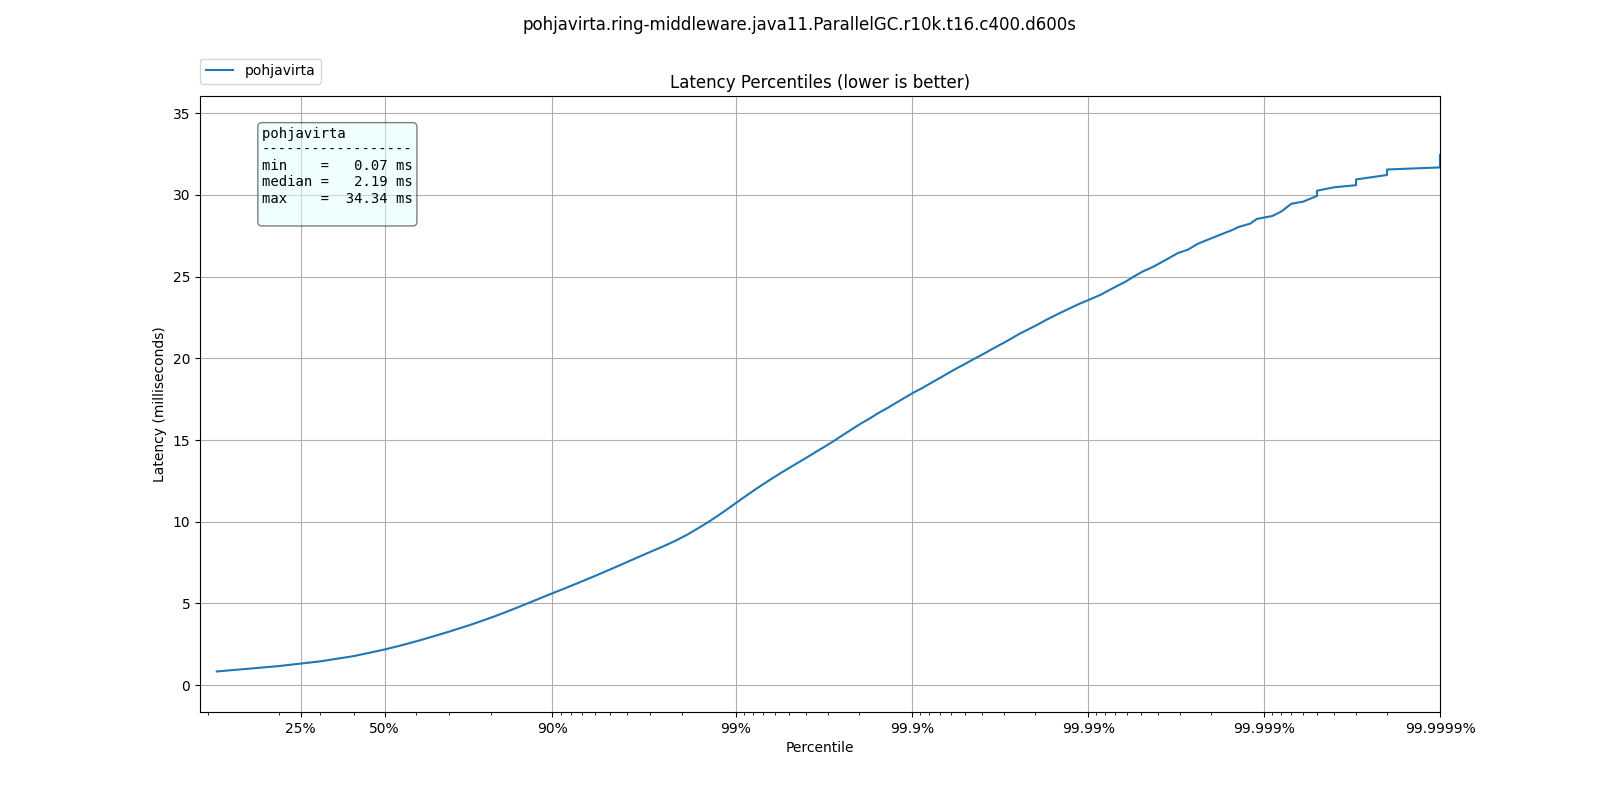 pohjavirta.ring-middleware.java11.ParallelGC.r10k.t16.c400.d600s
pohjavirta
Latency Percentiles (lower is better)
35
30
25
20
15
10
5
0
Latency (milliseconds)
pohjavirta
------------------
min    =   0.07 ms
median =   2.19 ms
max    =  34.34 ms
25% 50% 90% 99% 99.9% 99.99% 99.999% 99.9999%
Percentile